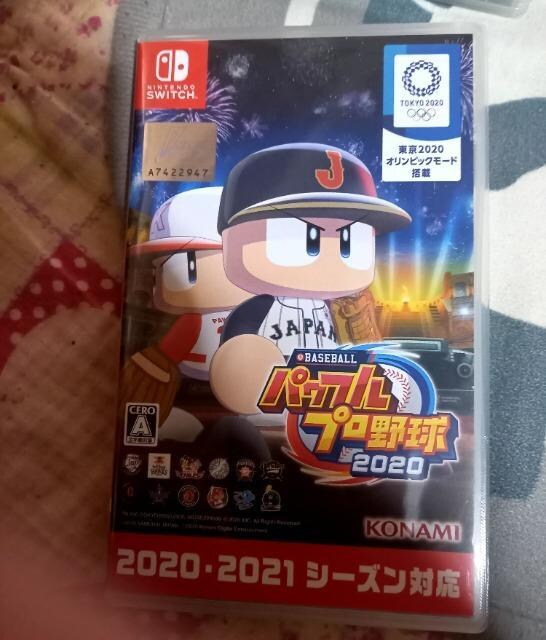 NINTENDO
SWITCH
TOKYO 2020
東京2020
オリンピックモード
搭載
A7422947
J
J
JAPAN
BASEBALL
パワフル
プロ野球
2020
CERO
A
KONAMI
2020・2021 シーズン対応